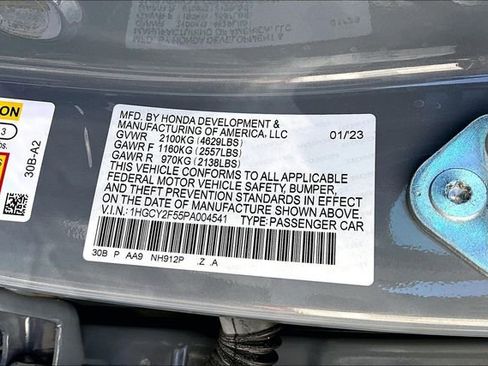 MFD. BY HONDA DEVELOPMENT &
MANUFACTURING OF AMERICA, LLC 01/23
GVWR 2100KG (4629LBS)
GAWR F 1160KG (2557LBS)
GAWR R 970KG (2138LBS)
THIS VEHICLE CONFORMS TO ALL APPLICABLE
FEDERAL MOTOR VEHICLE SAFETY, BUMPER,
AND THEFT PREVENTION STANDARDS IN EFFECT
ON THE DATE OF MANUFACTURE SHOWN ABOVE.
V.I.N.: 1HGCY2F55PA004541 TYPE:PASSENGER CAR
30B P AA9 NH912P Z .A
30B-A2
ON
3